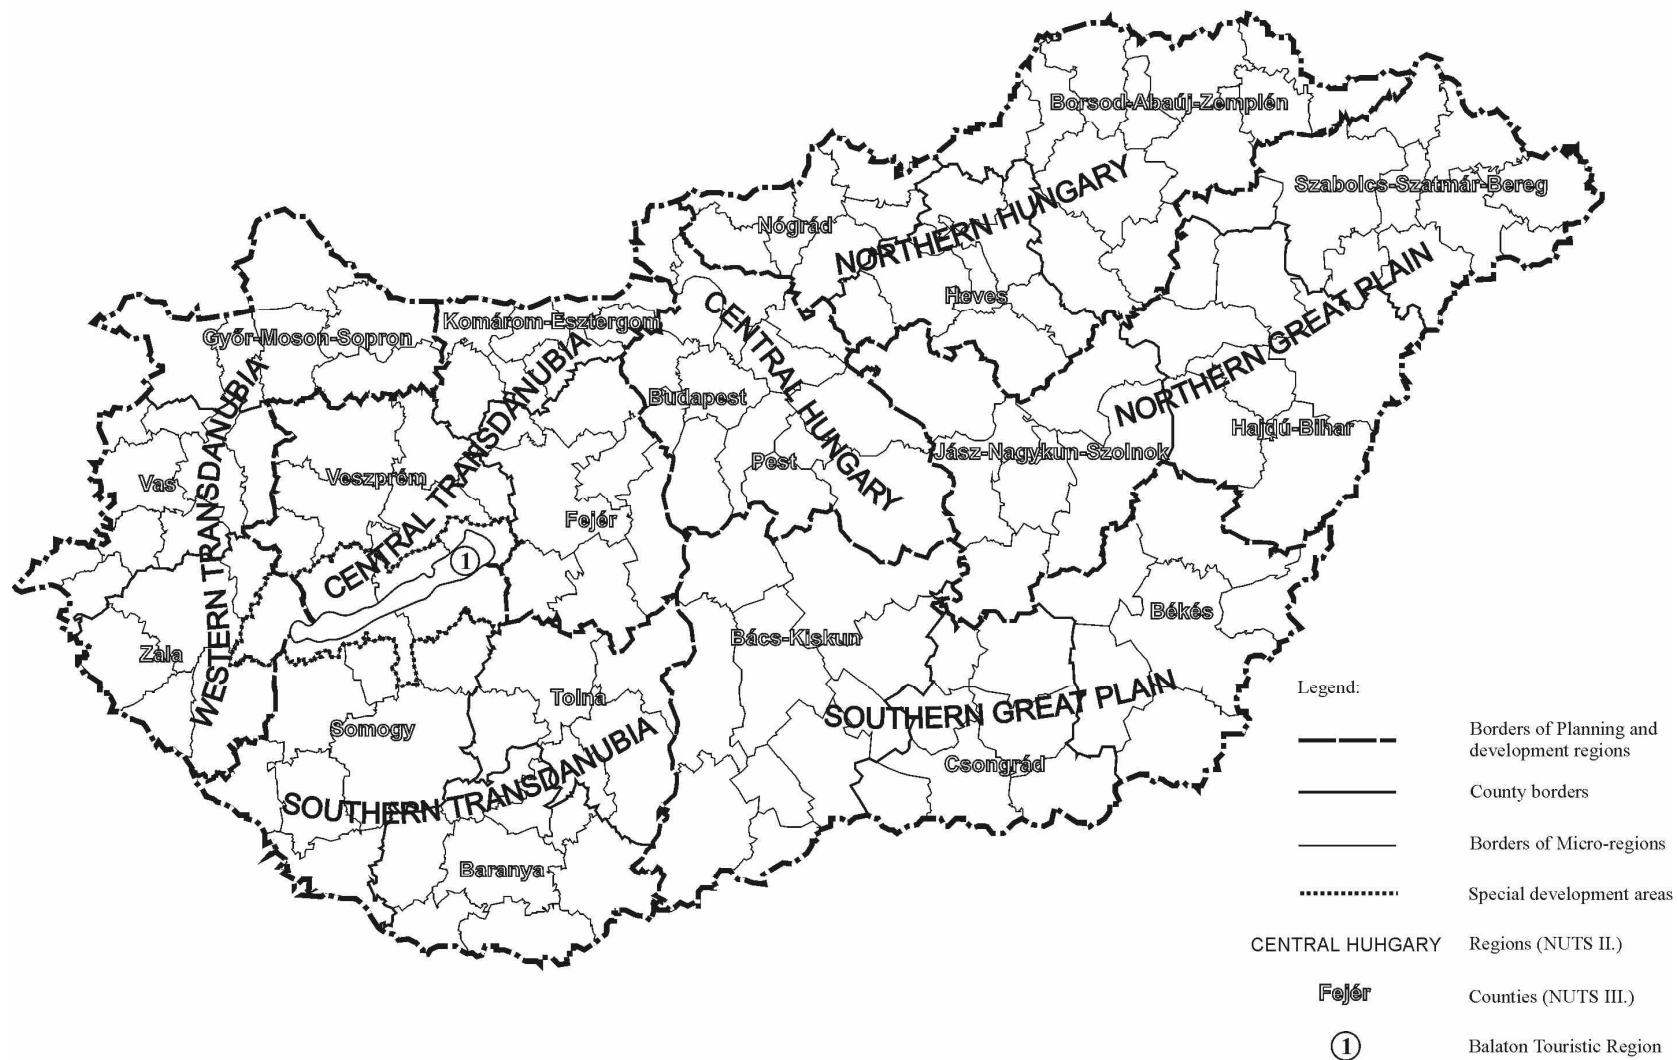 Borsod-Abaúj-Zemplén
Szabolcs-Szatmár-Bereg
Nógrád
NORTHERN HUNGARY
Heves
Komárom-Esztergom
Győr-Moson-Sopron
CENTRAL HUNGARY
NORTHERN GREAT PLAIN
Budapest
Hajdú-Bihar
Jász-Nagykun-Szolnok
Pest
Veszprém
Vas
WESTERN TRANSDANUBIA
CENTRAL TRANSDANUBIA
Fejér
1
Békés
Bács-Kiskun
Zala
Tolna
SOUTHERN GREAT PLAIN
Somogy
Csongrád
SOUTHERN TRANSDANUBIA
Baranya
Legend:
Borders of Planning and
development regions
County borders
Borders of Micro-regions
Special development areas
CENTRAL HUHGARY Regions (NUTS II.)
Fejér Counties (NUTS III.)
1 Balaton Touristic Region